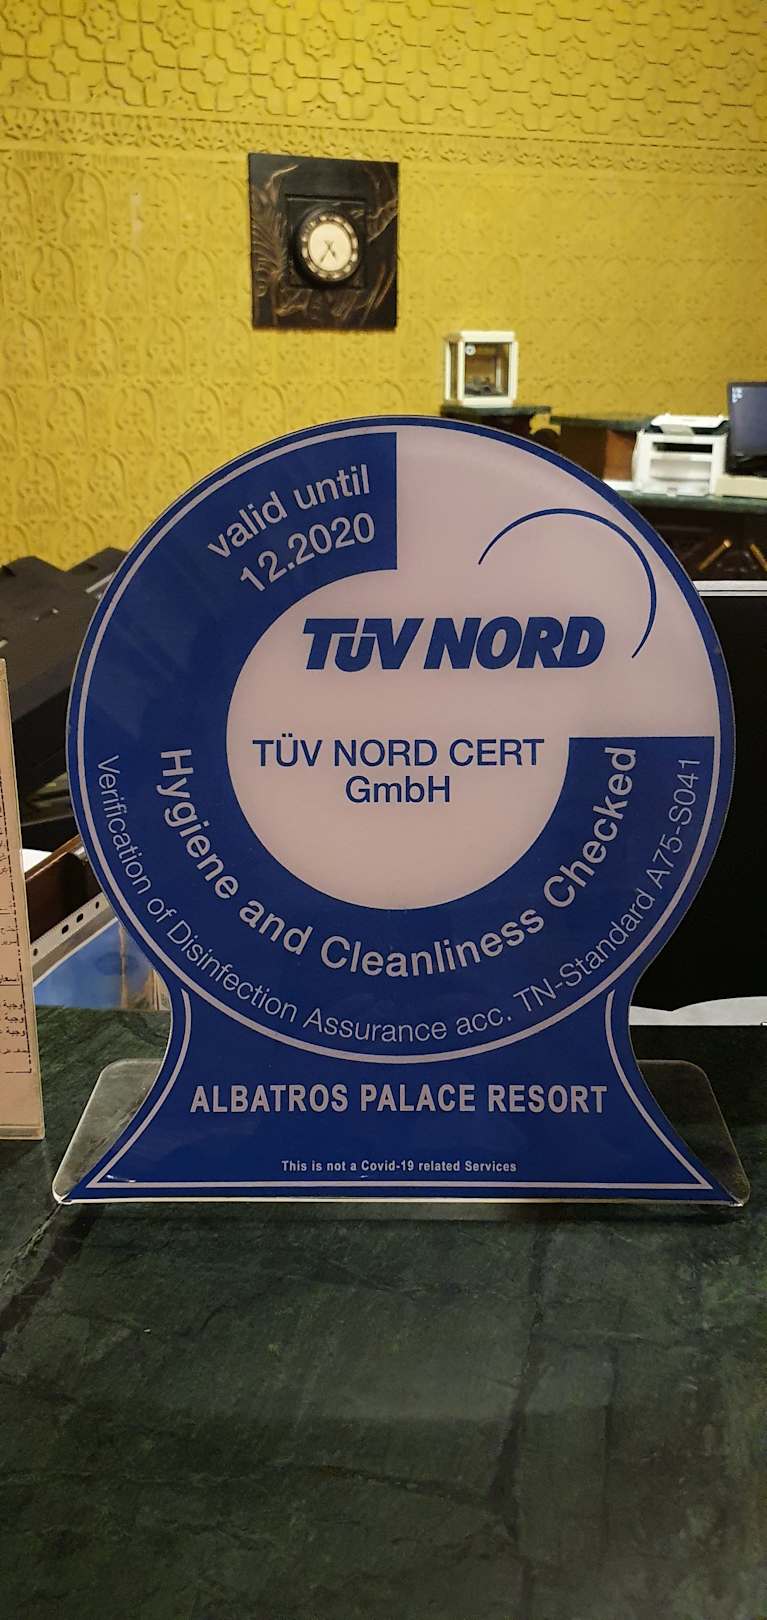 valid until
12.2020
TÜV NORD
TÜV NORD CERT
GmbH
Hygiene and Cleanliness Checked
Verification of Disinfection Assurance acc. TN-Standard A75-S041
ALBATROS PALACE RESORT
This is not a Covid-19 related Services